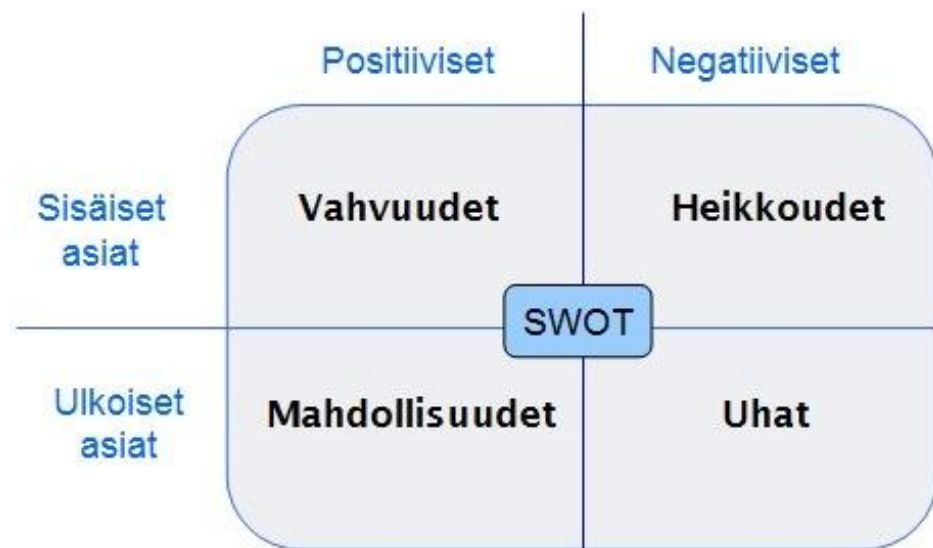 Positiiviset Negatiiviset
Sisäiset
asiat
Vahvuudet Heikkoudet
SWOT
Ulkoiset
asiat
Mahdollisuudet Uhat